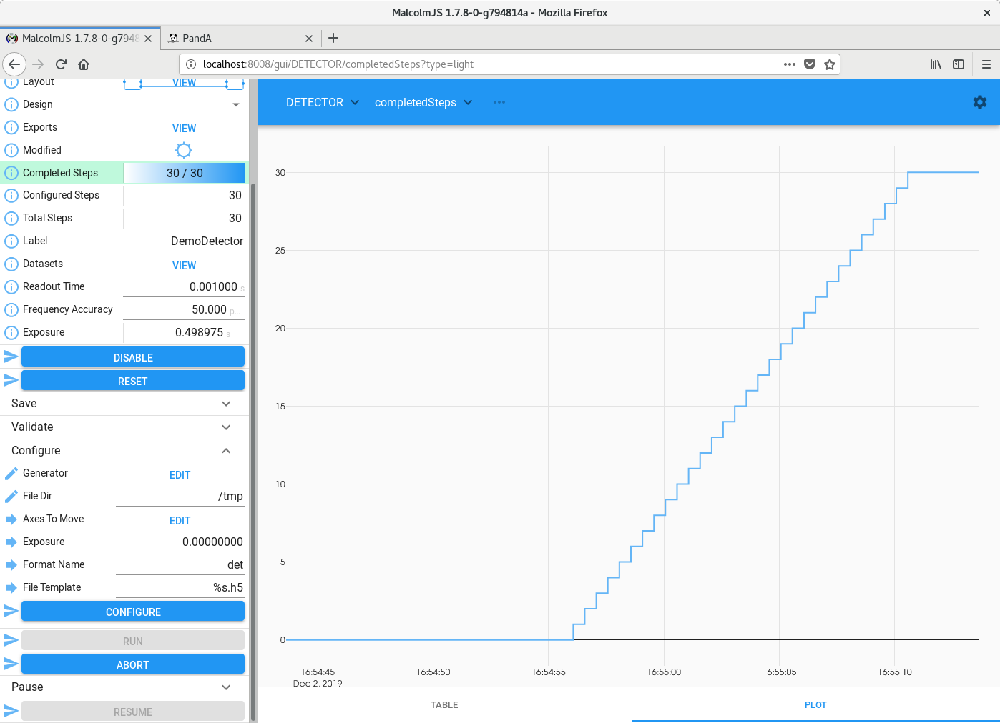 MalcolmJS 1.7.8-0-g794814a - Mozilla Firefox
MalcolmJS 1.7.8-0-g7948
PandA
localhost:8008/gui/DETECTOR/completedSteps?type=light
Layout VIEW
Design
Exports VIEW
Modified
Completed Steps 30 / 30
Configured Steps 30
Total Steps 30
Label DemoDetector
Datasets VIEW
Readout Time 0.001000 s
Frequency Accuracy 50.000 p...
Exposure 0.498975 s
DISABLE
RESET
Save
Validate
Configure
Generator EDIT
File Dir /tmp
Axes To Move EDIT
Exposure 0.00000000
Format Name det
File Template %s.h5
CONFIGURE
RUN
ABORT
Pause
RESUME
DETECTOR completedSteps
30
25
20
15
10
5
0
16:54:45 16:54:50 16:54:55 16:55:00 16:55:05 16:55:10
Dec 2, 2019
TABLE PLOT